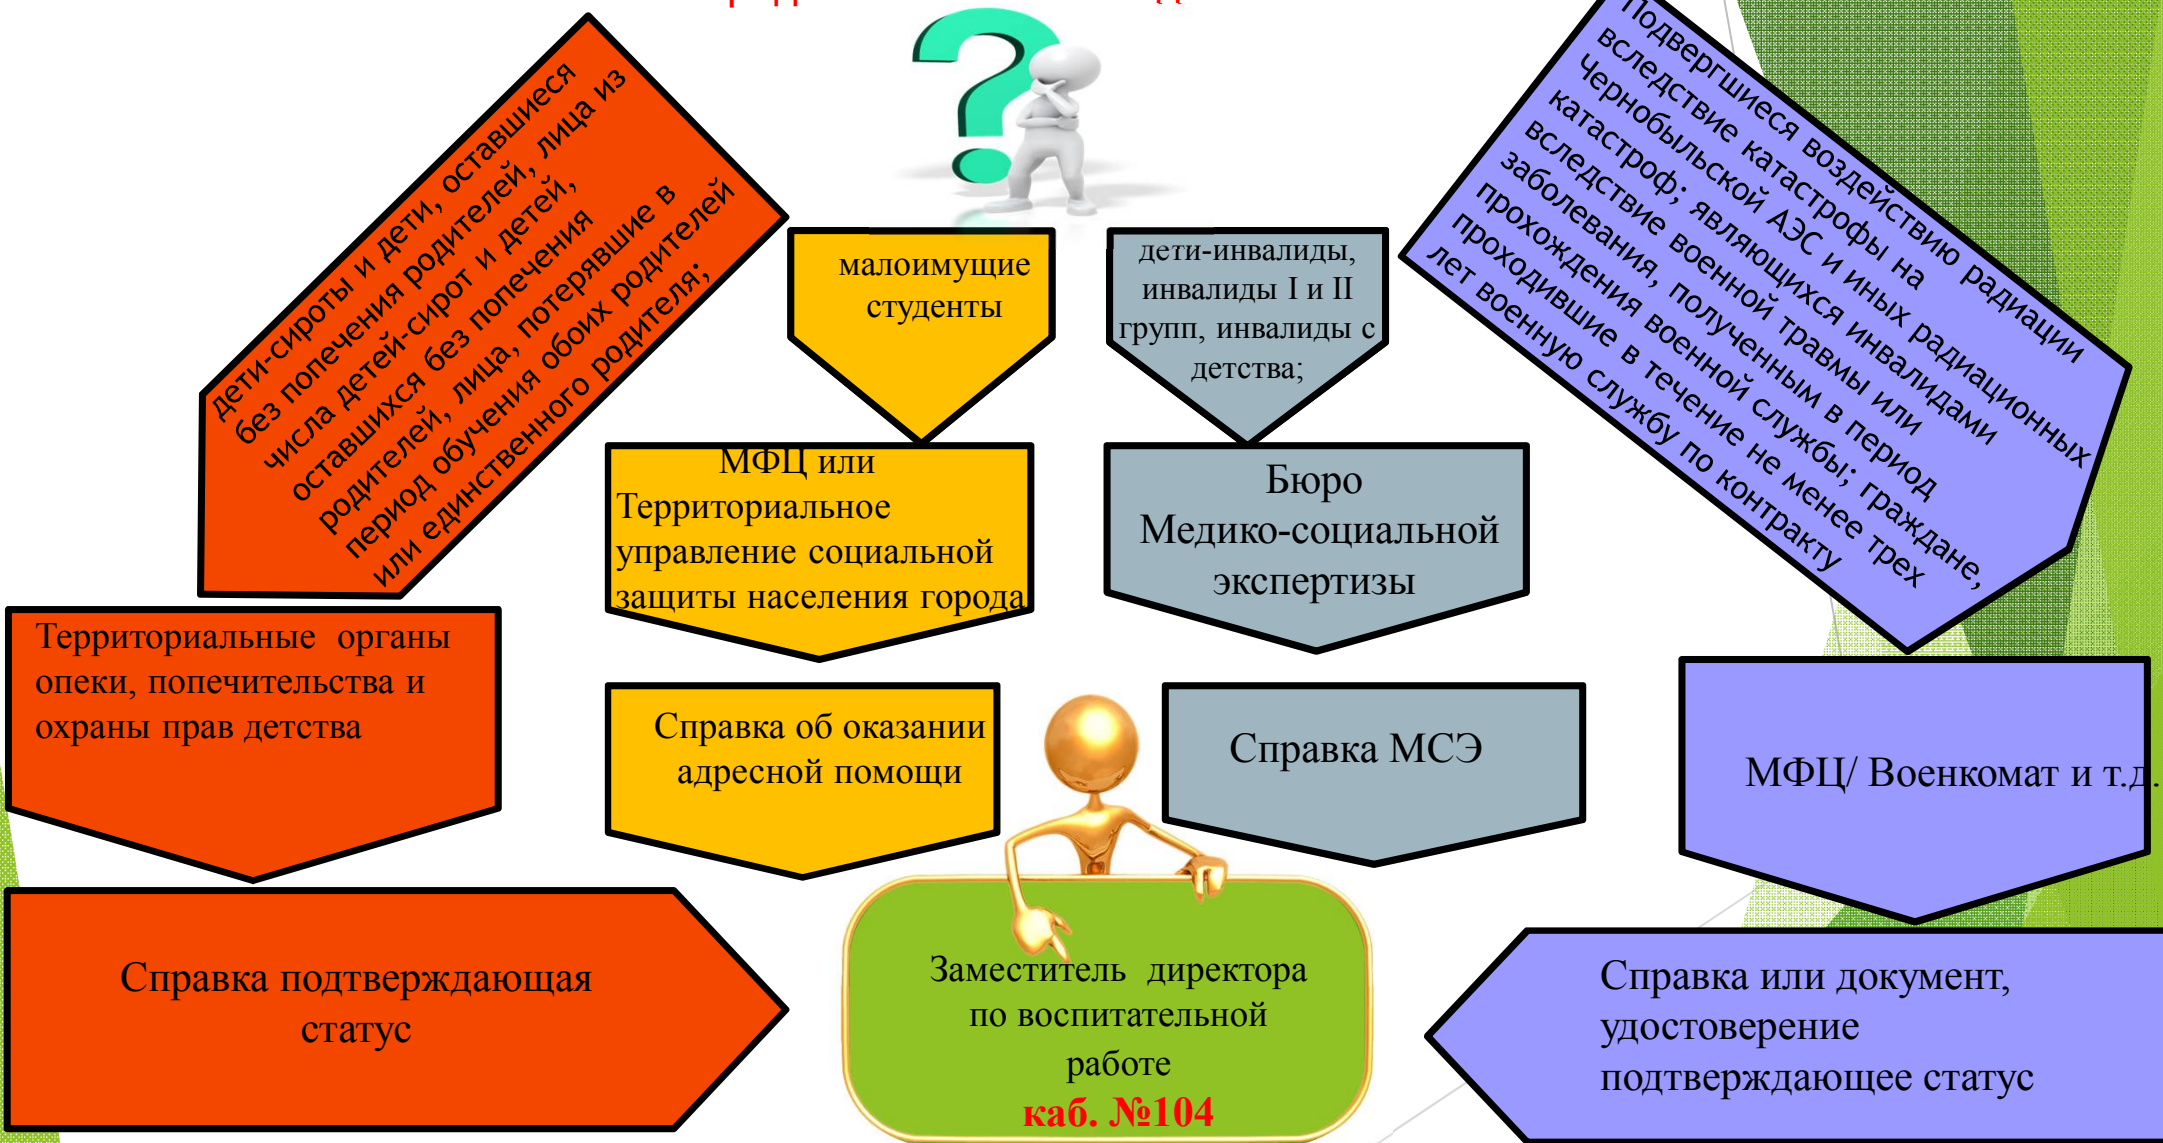 дети-сироты и дети, оставшиеся
без попечения родителей, лица из
числа детей-сирот и детей,
оставшихся без попечения
родителей, лица, потерявшие в
период обучения обоих родителей
или единственного родителя;
малоимущие
студенты
дети-инвалиды,
инвалиды I и II
групп, инвалиды с
детства;
Подвергшиеся воздействию радиации
вследствие катастрофы на
Чернобыльской АЭС и иных радиационных
катастроф; являющихся инвалидами
вследствие военной травмы или
заболевания, полученным в период
прохождения военной службы; граждане,
проходившие в течение не менее трех
лет военную службу по контракту
МФЦ или
Территориальное
управление социальной
защиты населения города
Бюро
Медико-социальной
экспертизы
Территориальные органы
опеки, попечительства и
охраны прав детства
Справка об оказании
адресной помощи
Справка МСЭ
МФЦ/ Военкомат и т.д.
Справка подтверждающая
статус
Заместитель директора
по воспитательной
работе
каб. №104
Справка или документ,
удостоверение
подтверждающее статус